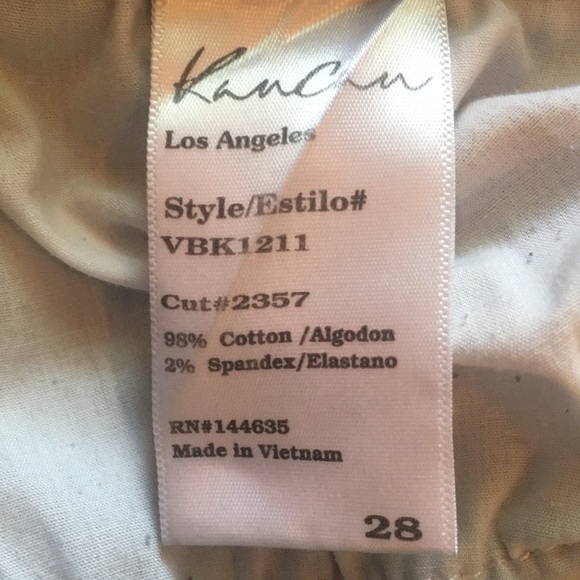 KanCan
Los Angeles
Style/Estilo#
VBK1211
Cut#2357
98% Cotton /Algodon
2% Spandex/Elastano
RN#144635
Made in Vietnam
28